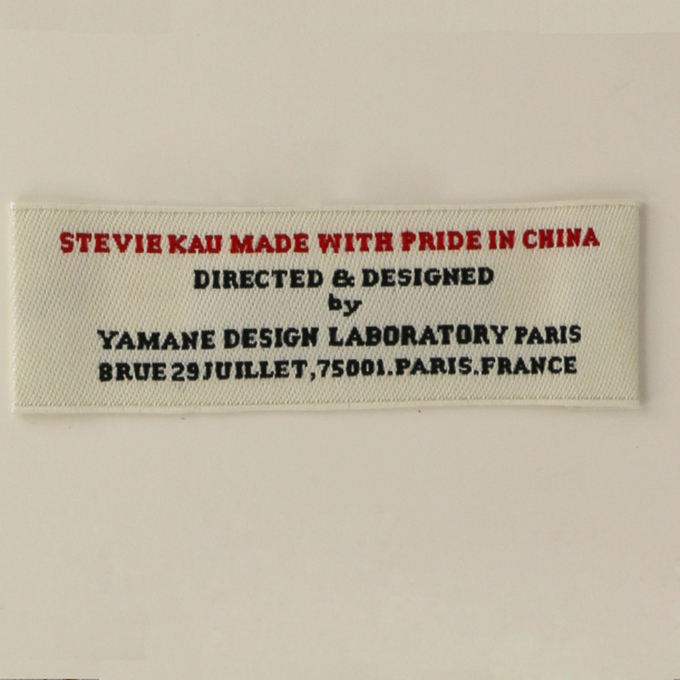 STEVIE KAU MADE WITH PRIDE IN CHINA
DIRECTED & DESIGNED
by
YAMANE DESIGN LABORATORY PARIS
8RUE 29JUILLET,75001.PARIS.FRANCE